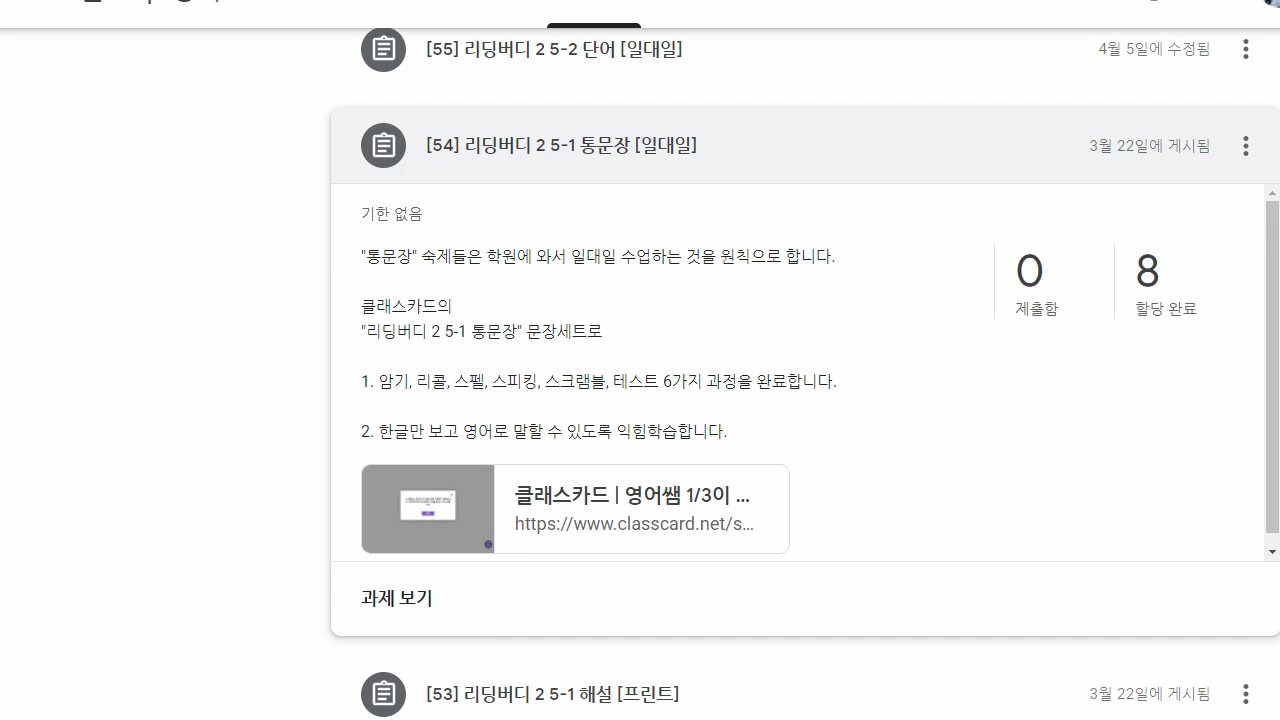 [55] 리딩버디 2 5-2 단어 [일대일]
4월 5일에 수정됨
[54] 리딩버디 2 5-1 통문장 [일대일]
3월 22일에 게시됨
기한 없음
"통문장" 숙제들은 학원에 와서 일대일 수업하는 것을 원칙으로 합니다.
0
제출함
8
할당 완료
클래스카드의
"리딩버디 2 5-1 통문장" 문장세트로
1. 암기, 리콜, 스펠, 스피킹, 스크램블, 테스트 6가지 과정을 완료합니다.
2. 한글만 보고 영어로 말할 수 있도록 익힘학습합니다.
클래스카드 | 영어쌤 1/3이 ...
https://www.classcard.net/s...
과제 보기
[53] 리딩버디 2 5-1 해설 [프린트]
3월 22일에 게시됨